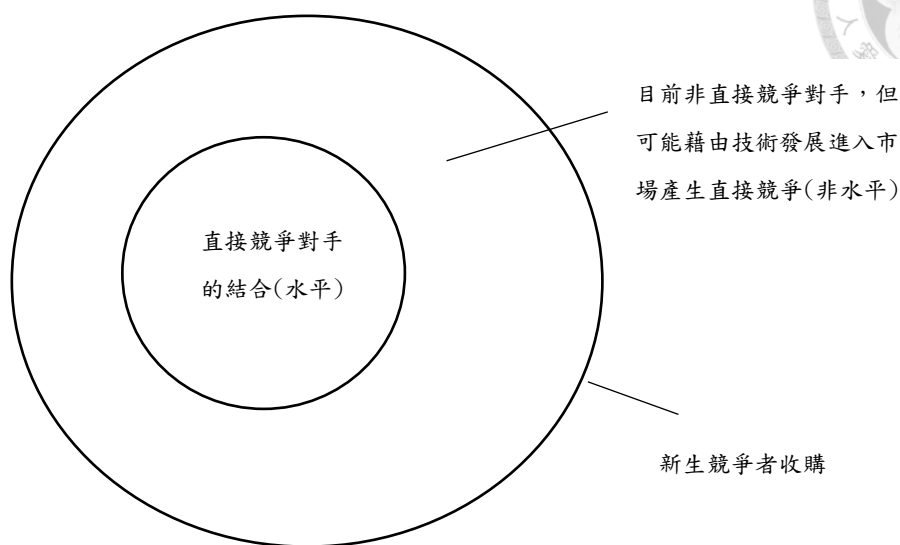 目前非直接競爭對手，但
可能藉由技術發展進入市
場產生直接競爭(非水平)
直接競爭對手
的結合(水平)
新生競爭者收購